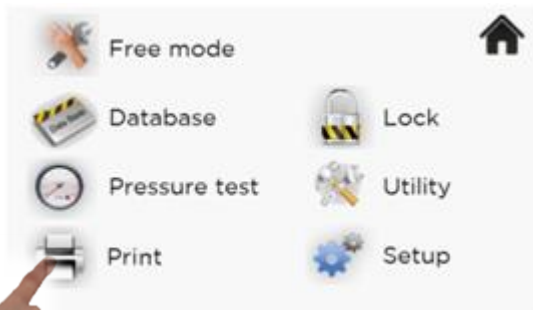 Free mode
Database
Lock
Pressure test
Utility
Print
Setup